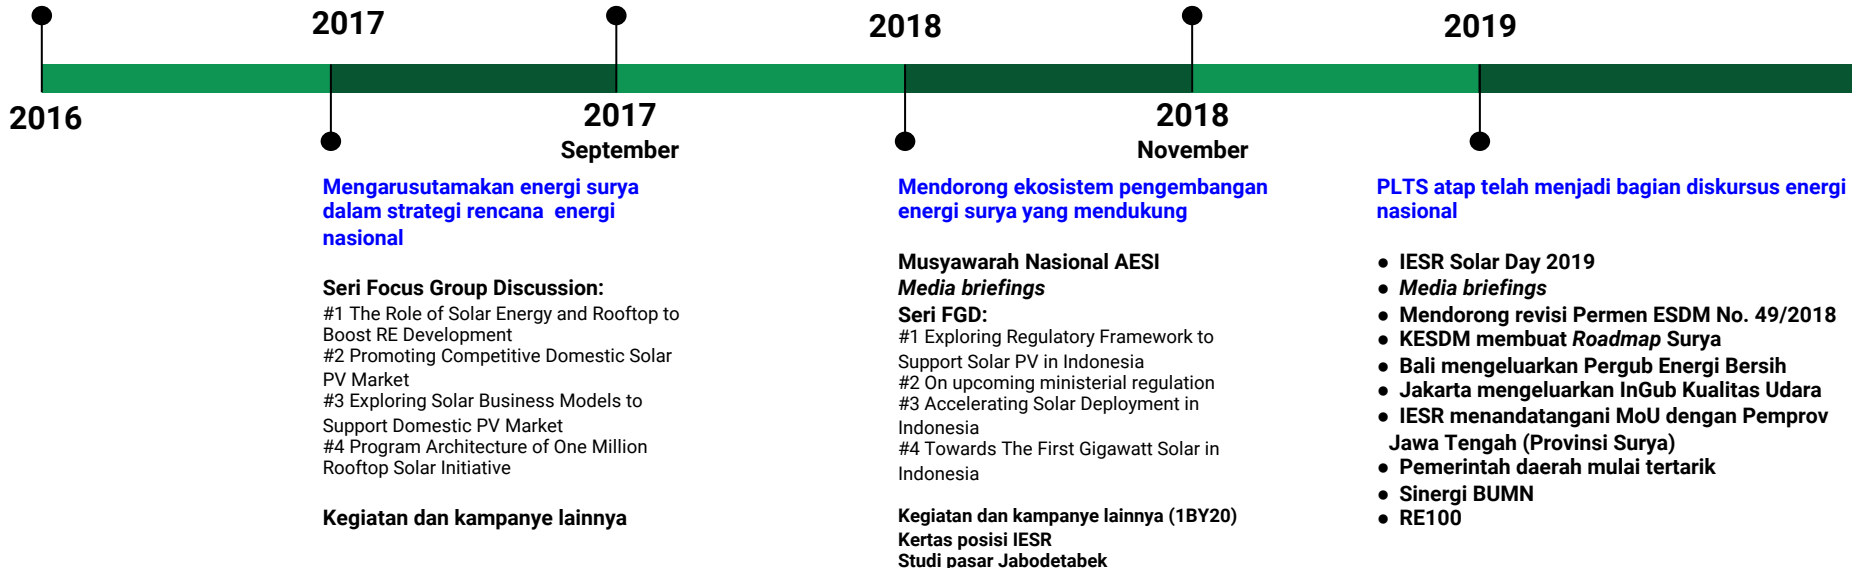 2017
2018
2019
2016
2017
September
2018
November
Mengarusutamakan energi surya
dalam strategi rencana energi
nasional
Seri Focus Group Discussion:
#1 The Role of Solar Energy and Rooftop to
Boost RE Development
#2 Promoting Competitive Domestic Solar
PV Market
#3 Exploring Solar Business Models to
Support Domestic PV Market
#4 Program Architecture of One Million
Rooftop Solar Initiative
Kegiatan dan kampanye lainnya
Mendorong ekosistem pengembangan
energi surya yang mendukung
Musyawarah Nasional AESI
Media briefings
Seri FGD:
#1 Exploring Regulatory Framework to
Support Solar PV in Indonesia
#2 On upcoming ministerial regulation
#3 Accelerating Solar Deployment in
Indonesia
#4 Towards The First Gigawatt Solar in
Indonesia
Kegiatan dan kampanye lainnya (1BY20)
Kertas posisi IESR
Studi pasar Jabodetabek
PLTS atap telah menjadi bagian diskursus energi
nasional
● IESR Solar Day 2019
● Media briefings
● Mendorong revisi Permen ESDM No. 49/2018
● KESDM membuat Roadmap Surya
● Bali mengeluarkan Pergub Energi Bersih
● Jakarta mengeluarkan InGub Kualitas Udara
● IESR menandatangani MoU dengan Pemprov
Jawa Tengah (Provinsi Surya)
● Pemerintah daerah mulai tertarik
● Sinergi BUMN
● RE100